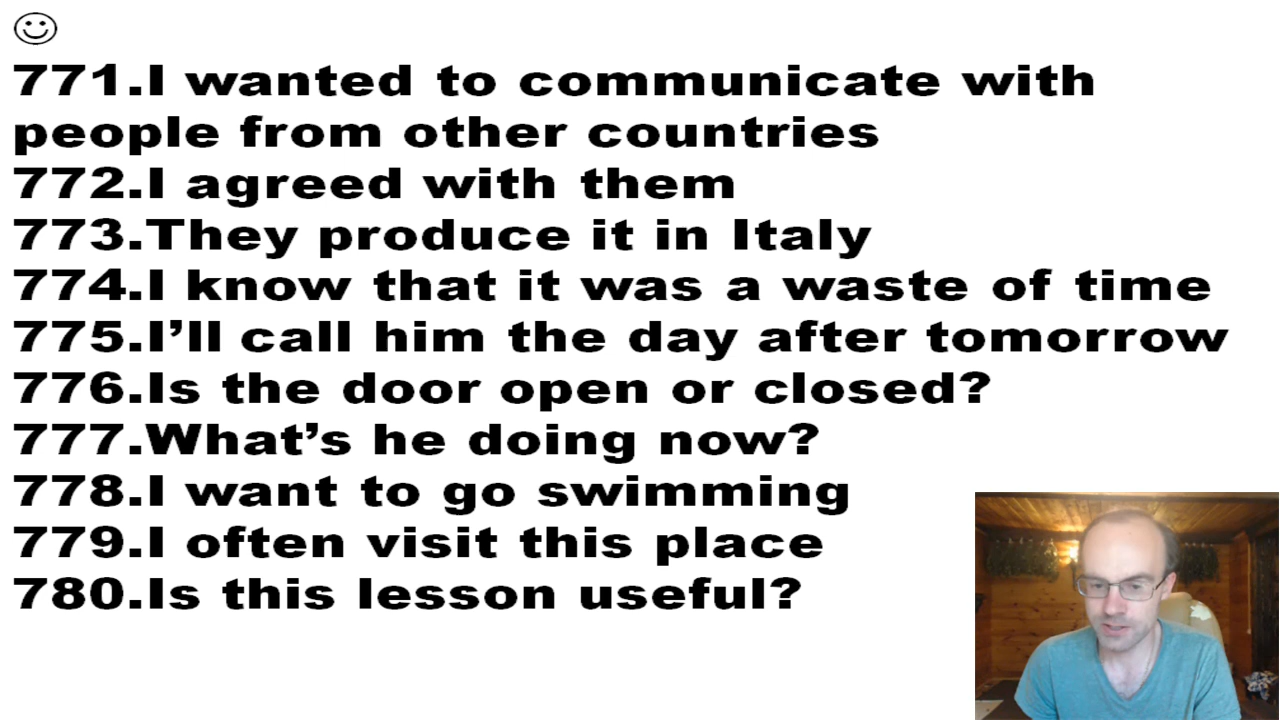 771.I wanted to communicate with
people from other countries
772.I agreed with them
773.They produce it in Italy
774.I know that it was a waste of time
775.I’ll call him the day after tomorrow
776.Is the door open or closed?
777.What’s he doing now?
778.I want to go swimming
779.I often visit this place
780.Is this lesson useful?